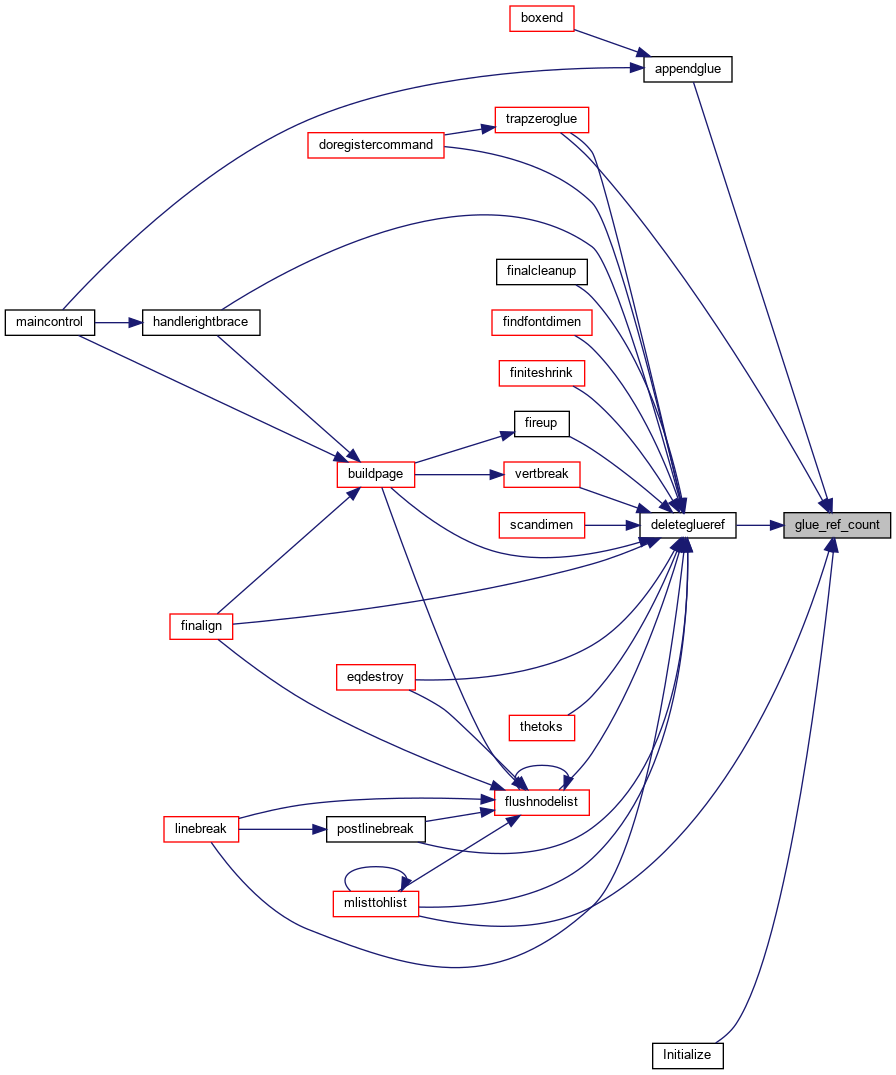 boxend
appendglue
trapzeroglue
doregistercommand
finalcleanup
maincontrol
handlerightbrace
findfontdimen
finiteshrink
fireup
buildpage
vertbreak
scandimen
deleteglueref
glue_ref_count
finalign
eqdestroy
thetoks
flushnodelist
linebreak
postlinebreak
mlisttohlist
Initialize